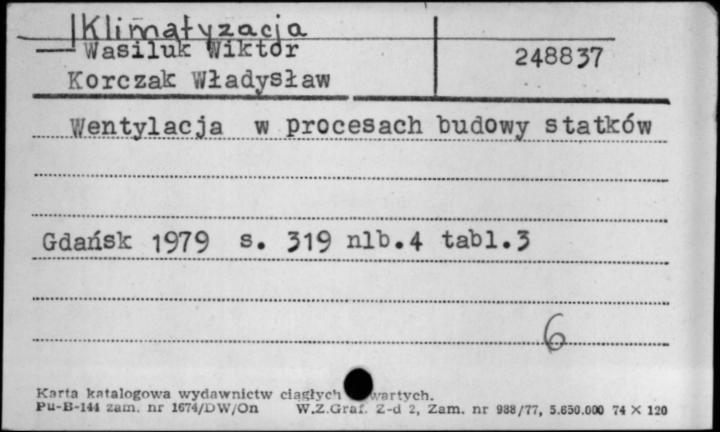 Klimatyzacja
Wasiluk Wiktor
248837
Korczak Władysław
Wentylacja w procesach budowy statków
Gdańsk 1979 s. 319 nlb.4 tabl.3
6
Karta katalogowa wydawnictw ciągłych wartych.
Pu-B-144 zam. nr 1674/DW/On W.Z.Graf. Z-d 2, Zam. nr 988/77, 5.650.000 74 X 120